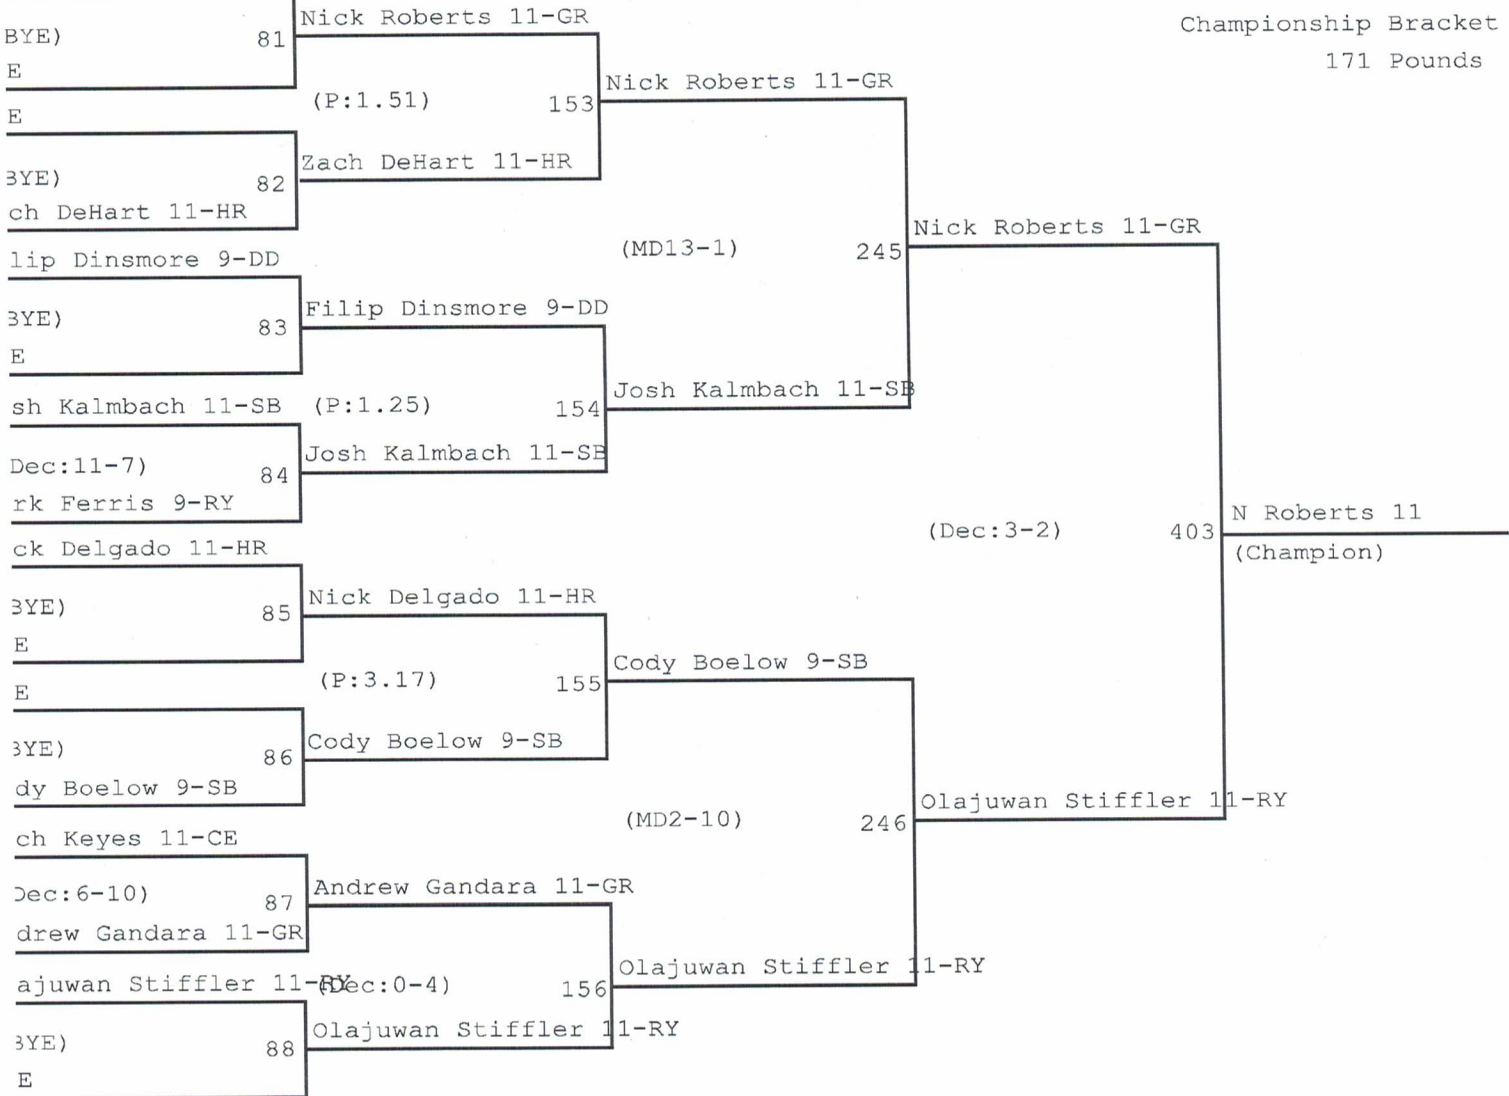 Nick Roberts 11-GR
Championship Bracket
BYE)
81
171 Pounds
E
Nick Roberts 11-GR
(P:1.51)
153
E
Zach DeHart 11-HR
BYE)
82
ch DeHart 11-HR
Nick Roberts 11-GR
(MD13-1)
245
lip Dinsmore 9-DD
Filip Dinsmore 9-DD
BYE)
83
E
Josh Kalmbach 11-SB
sh Kalmbach 11-SB
(P:1.25)
154
Josh Kalmbach 11-SB
Dec:11-7)
84
rk Ferris 9-RY
N Roberts 11
(Dec:3-2)
403
ck Delgado 11-HR
(Champion)
Nick Delgado 11-HR
BYE)
85
E
Cody Boelow 9-SB
(P:3.17)
155
E
Cody Boelow 9-SB
BYE)
86
dy Boelow 9-SB
Olajuwan Stiffler 11-RY
(MD2-10)
246
ch Keyes 11-CE
Andrew Gandara 11-GR
Dec:6-10)
87
drew Gandara 11-GR
Olajuwan Stiffler 11-RY
ajuwan Stiffler 11-RY
(Dec:0-4)
156
Olajuwan Stiffler 11-RY
BYE)
88
E